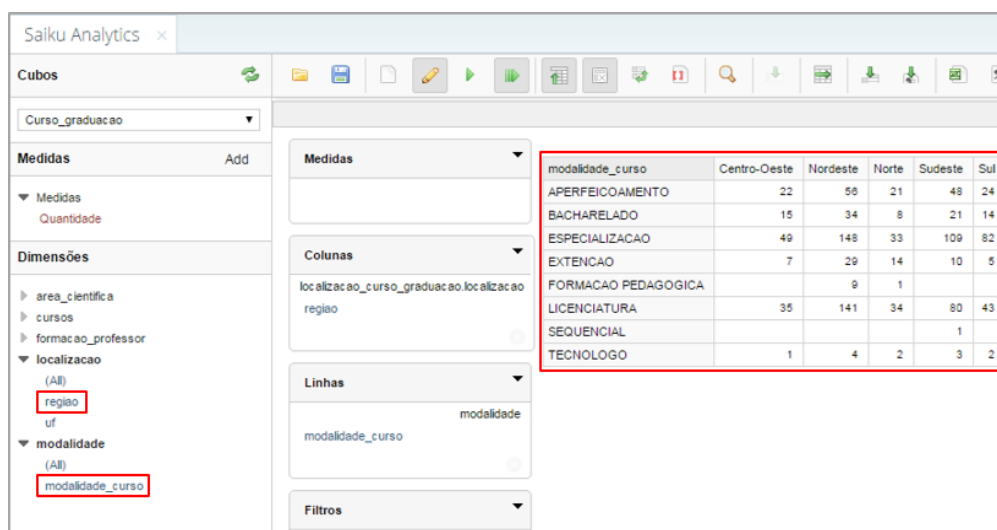 Saiku Analytics ×
Cubos
Curso_graduacao
Medidas Add
Medidas
Quantidade
Dimensões
area_cientifica
cursos
formacao_professor
localizacao
(All)
regiao
uf
modalidade
(All)
modalidade_curso
Medidas
Colunas
localizacao_curso_graduacao.localizacao
regiao
Linhas
modalidade
modalidade_curso
Filtros
modalidade_curso Centro-Oeste Nordeste Norte Sudeste Sul
APERFEICOAMENTO 22 56 21 48 24
BACHARELADO 15 34 8 21 14
ESPECIALIZACAO 49 148 33 109 82
EXTENCAO 7 29 14 10 5
FORMACAO PEDAGOGICA 9 1
LICENCIATURA 35 141 34 80 43
SEQUENCIAL 1
TECNOLOGO 1 4 2 3 2